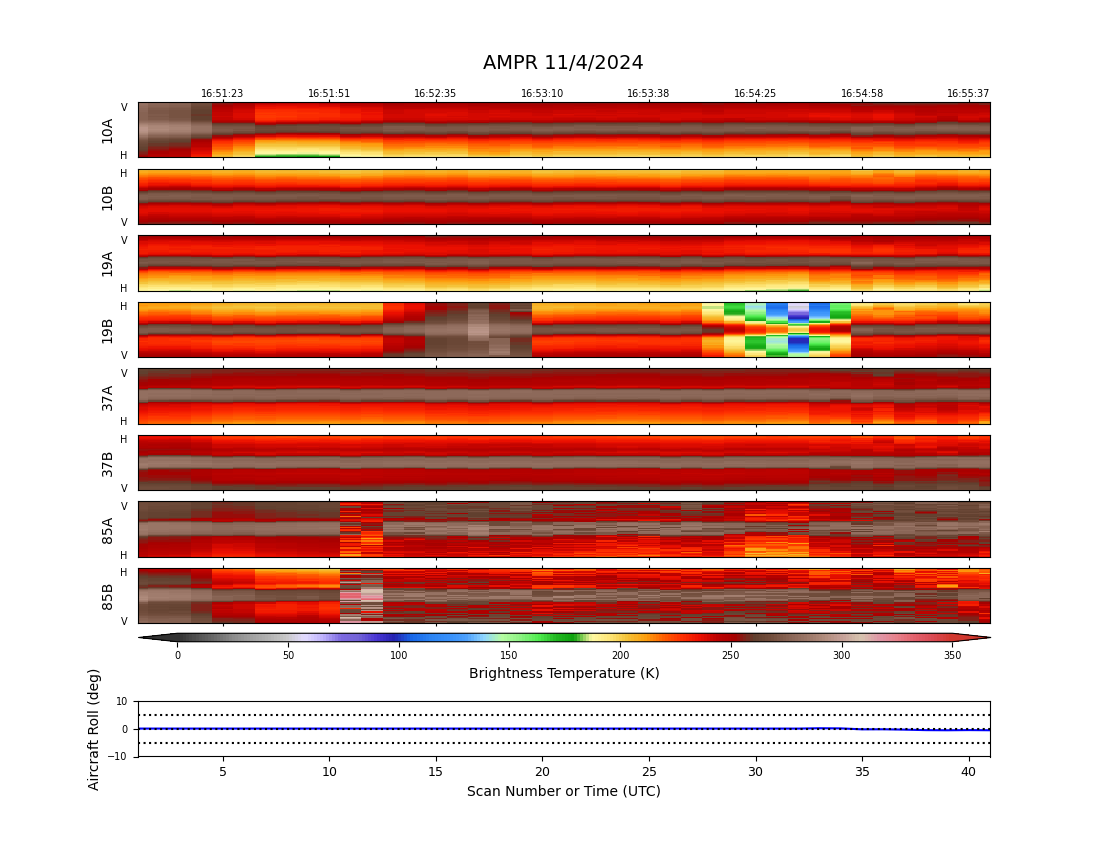 AMPR 11/4/2024
16:51:23 16:51:51 16:52:35 16:53:10 16:53:38 16:54:25 16:54:58 16:55:37
V
10A
H
H
10B
V
V
19A
H
H
19B
V
V
37A
H
H
37B
V
V
85A
H
H
85B
V
0 50 100 150 200 250 300 350
Brightness Temperature (K)
Aircraft Roll (deg)
10
0
−10
5 10 15 20 25 30 35 40
Scan Number or Time (UTC)